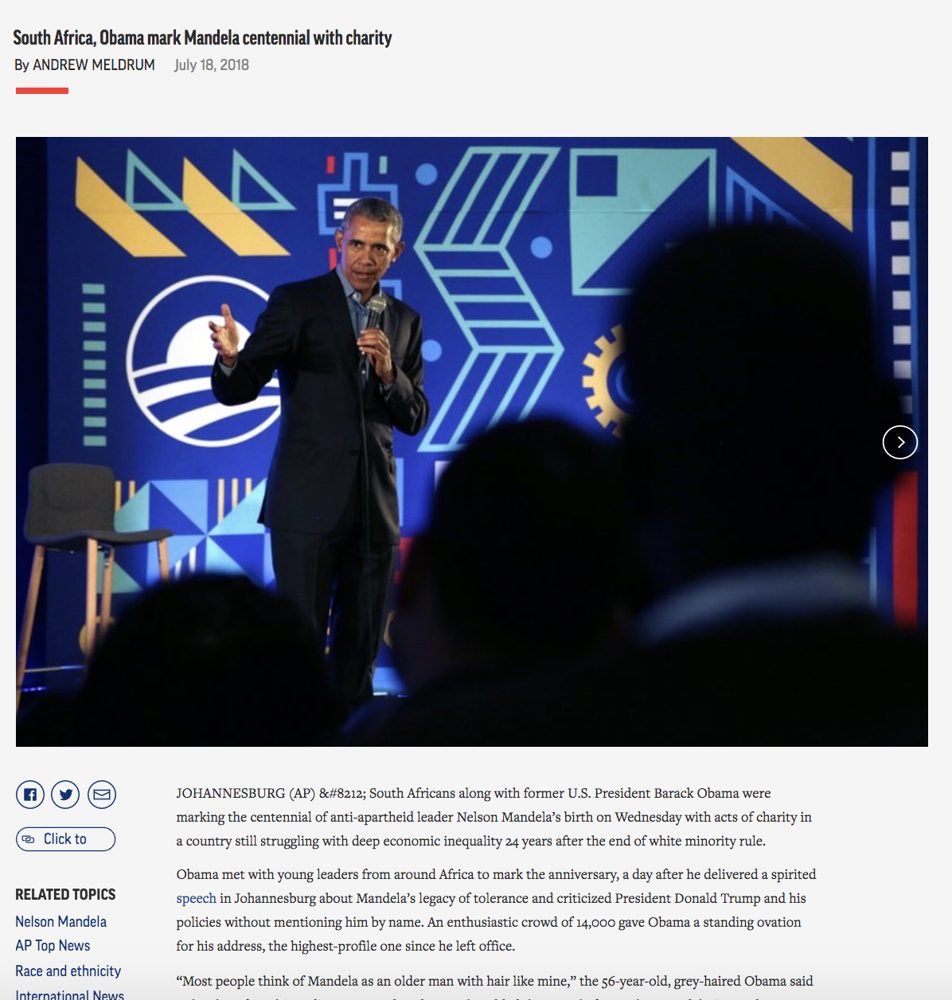 South Africa, Obama mark Mandela centennial with charity
By ANDREW MELDRUM July 18, 2018
JOHANNESBURG (AP) &#8212; South Africans along with former U.S. President Barack Obama were
marking the centennial of anti-apartheid leader Nelson Mandela’s birth on Wednesday with acts of charity in
a country still struggling with deep economic inequality 24 years after the end of white minority rule.
Obama met with young leaders from around Africa to mark the anniversary, a day after he delivered a spirited
speech in Johannesburg about Mandela’s legacy of tolerance and criticized President Donald Trump and his
policies without mentioning him by name. An enthusiastic crowd of 14,000 gave Obama a standing ovation
for his address, the highest-profile one since he left office.
“Most people think of Mandela as an older man with hair like mine,” the 56-year-old, grey-haired Obama said
Click to
RELATED TOPICS
Nelson Mandela
AP Top News
Race and ethnicity
International News